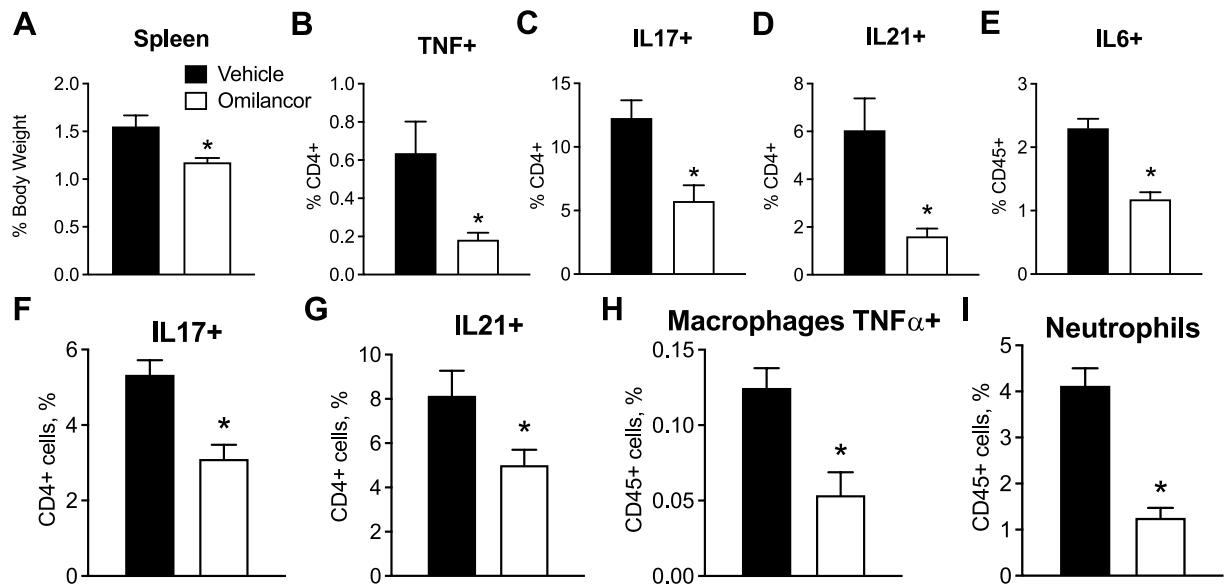 A
Spleen
Vehicle
Omilancor
% Body Weight
2.0
1.5
1.0
0.5
0.0
*
B
TNF+
% CD4+
1.0
0.8
0.6
0.4
0.2
0.0
*
C
IL17+
% CD4+
15
10
5
0
*
D
IL21+
% CD4+
8
6
4
2
0
*
E
IL6+
% CD45+
3
2
1
0
*
F
IL17+
CD4+ cells, %
6
4
2
0
*
G
IL21+
CD4+ cells, %
10
8
6
4
2
0
*
H
Macrophages TNFα+
CD45+ cells, %
0.15
0.10
0.05
0.00
*
I
Neutrophils
CD45+ cells, %
5
4
3
2
1
0
*